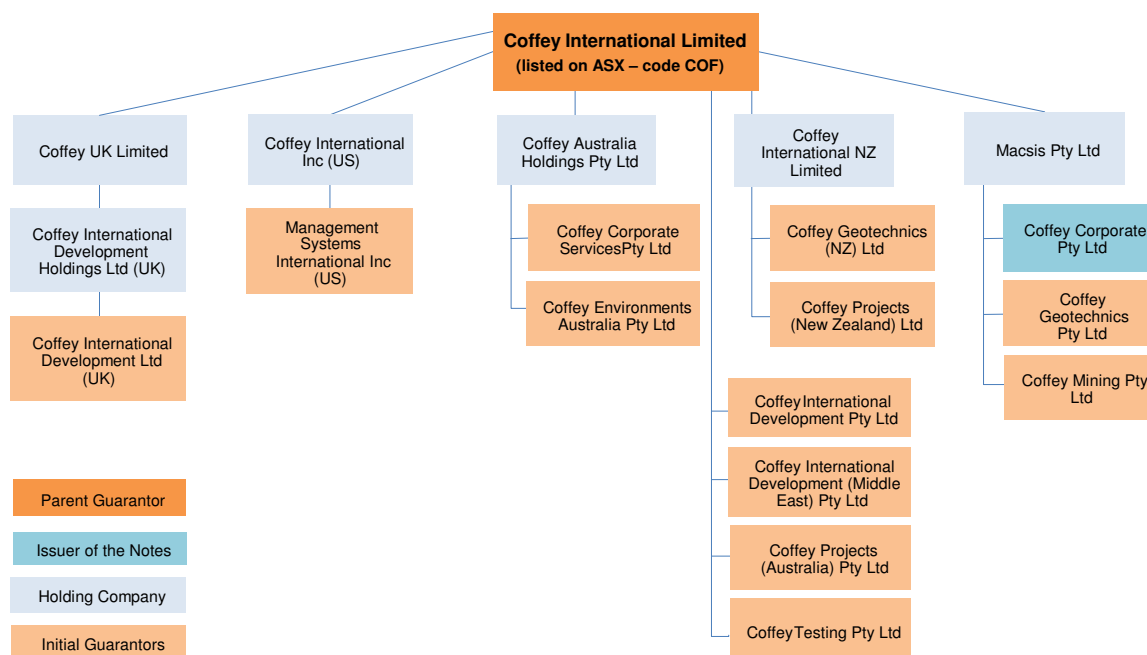 Coffey International Limited
(listed on ASX – code COF)
Coffey UK Limited
Coffey International
Inc (US)
Coffey Australia
Holdings Pty Ltd
Coffey
International NZ
Limited
Macsis Pty Ltd
Coffey International
Development
Holdings Ltd (UK)
Management
Systems
International Inc
(US)
Coffey Corporate
ServicesPty Ltd
Coffey Geotechnics
(NZ) Ltd
Coffey Corporate
Pty Ltd
Coffey International
Development Ltd
(UK)
Coffey Environments
Australia Pty Ltd
Coffey Projects
(New Zealand) Ltd
Coffey
Geotechnics
Pty Ltd
Coffey Mining Pty
Ltd
Coffey International
Development Pty Ltd
Coffey International
Development (Middle
East) Pty Ltd
Coffey Projects
(Australia) Pty Ltd
Coffey Testing Pty Ltd
Parent Guarantor
Issuer of the Notes
Holding Company
Initial Guarantors